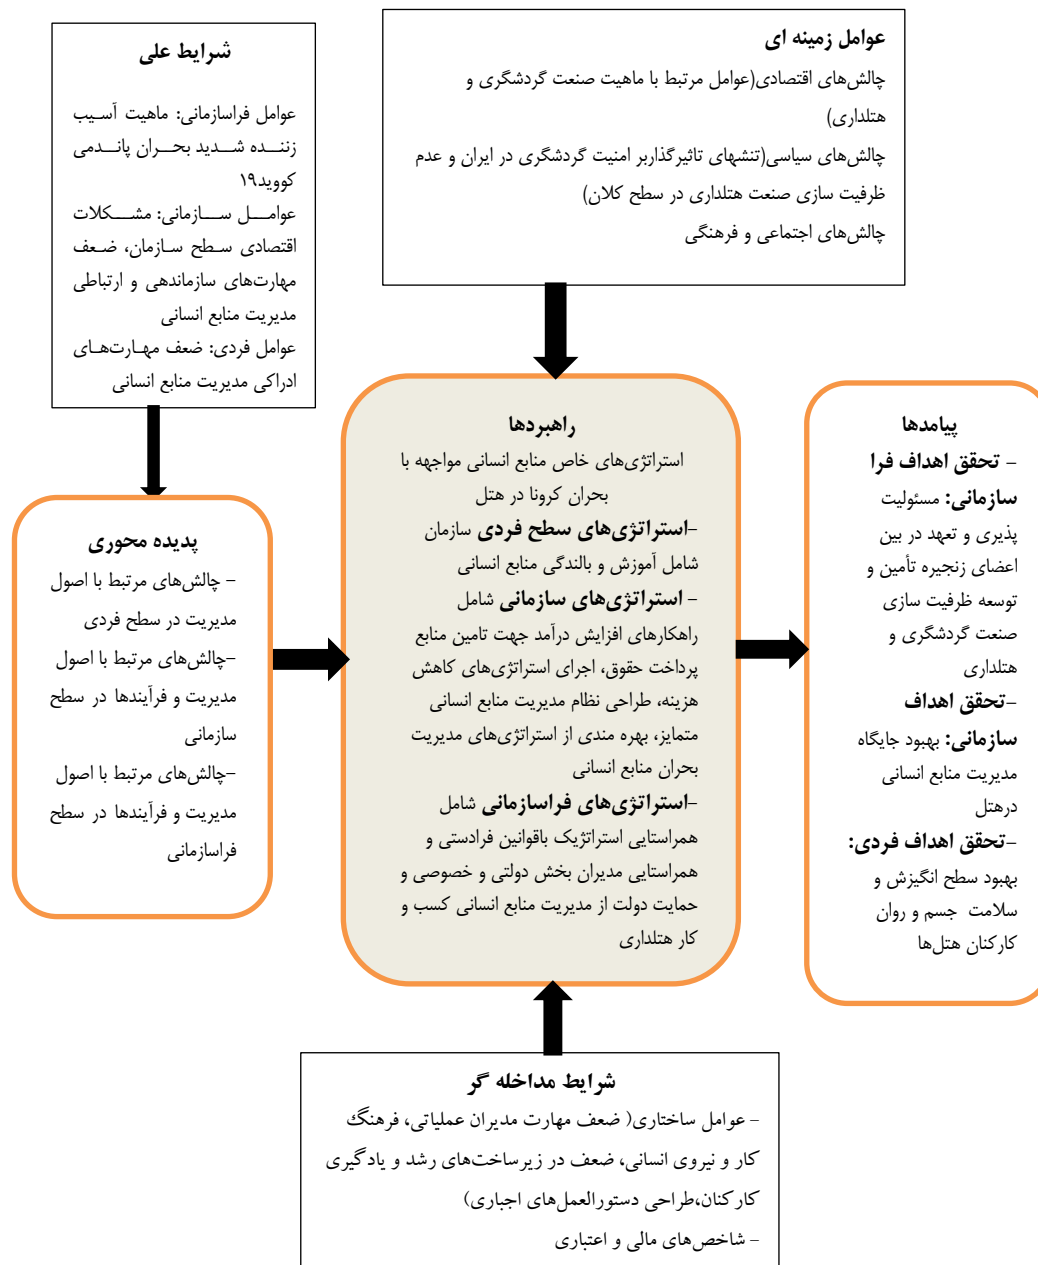 شرایط علی
عوامل فراسازمانی: ماهیت آسیب
زننده شدید بحران پاندمی
کووید۱۹
عوامل سازمانی: مشکلات
اقتصادی سطح سازمان، ضعف
مهارت‌های سازماندهی و ارتباطی
مدیریت منابع انسانی
عوامل فردی: ضعف مهارت‌های
ادراکی مدیریت منابع انسانی
عوامل زمینه ای
چالش‌های اقتصادی(عوامل مرتبط با ماهیت صنعت گردشگری و
هتلداری)
چالش‌های سیاسی(تنشهای تاثیرگذاربر امنیت گردشگری در ایران و عدم
ظرفیت سازی صنعت هتلداری در سطح کلان)
چالش‌های اجتماعی و فرهنگی
پدیده محوری
- چالش‌های مرتبط با اصول
مدیریت در سطح فردی
-چالش‌های مرتبط با اصول
مدیریت و فرآیندها در سطح
سازمانی
-چالش‌های مرتبط با اصول
مدیریت و فرآیندها در سطح
فراسازمانی
راهبردها
استراتژی‌های خاص منابع انسانی مواجهه با
بحران کرونا در هتل
-استراتژی‌های سطح فردی سازمان
شامل آموزش و بالندگی منابع انسانی
- استراتژی‌های سازمانی شامل
راهکارهای افزایش درآمد جهت تامین منابع
پرداخت حقوق، اجرای استراتژی‌های کاهش
هزینه، طراحی نظام مدیریت منابع انسانی
متمایز، بهره مندی از استراتژی‌های مدیریت
بحران منابع انسانی
-استراتژی‌های فراسازمانی شامل
همراستایی استراتژیک باقوانین فرادستی و
همراستایی مدیران بخش دولتی و خصوصی و
حمایت دولت از مدیریت منابع انسانی کسب و
کار هتلداری
پیامدها
- تحقق اهداف فرا
سازمانی: مسئولیت
پذیری و تعهد در بین
اعضای زنجیره تأمین و
توسعه ظرفیت سازی
صنعت گردشگری و
هتلداری
-تحقق اهداف
سازمانی: بهبود جایگاه
مدیریت منابع انسانی
درهتل
-تحقق اهداف فردی:
بهبود سطح انگیزش و
سلامت جسم و روان
کارکنان هتل‌ها
شرایط مداخله گر
- عوامل ساختاری( ضعف مهارت مدیران عملیاتی، فرهنگ
کار و نیروی انسانی، ضعف در زیرساخت‌های رشد و یادگیری
کارکنان،طراحی دستورالعمل‌های اجباری)
- شاخص‌های مالی و اعتباری